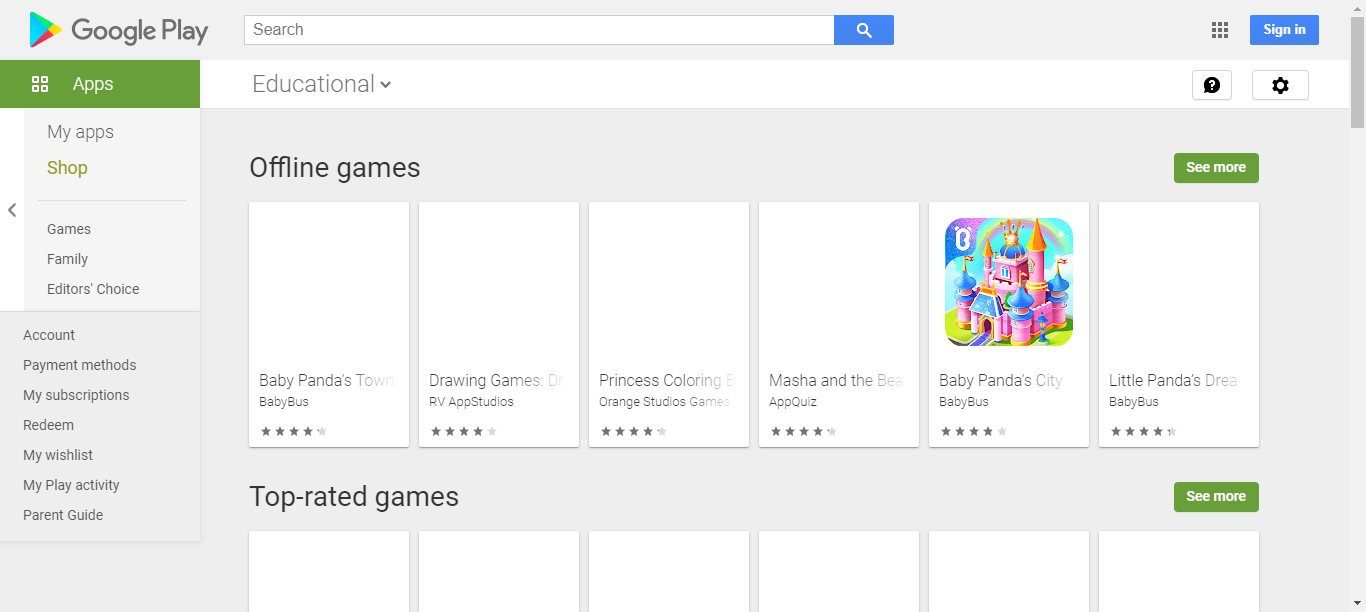 Google Play
Search
Sign in
Apps
Educational
My apps
Shop
Games
Family
Editors' Choice
Account
Payment methods
My subscriptions
Redeem
My wishlist
My Play activity
Parent Guide
Offline games
See more
Baby Panda's Town
BabyBus
Drawing Games: Dr
RV AppStudios
Princess Coloring B
Orange Studios Games
Masha and the Bea
AppQuiz
B
Baby Panda's City
BabyBus
Little Panda's Drea
BabyBus
Top-rated games
See more